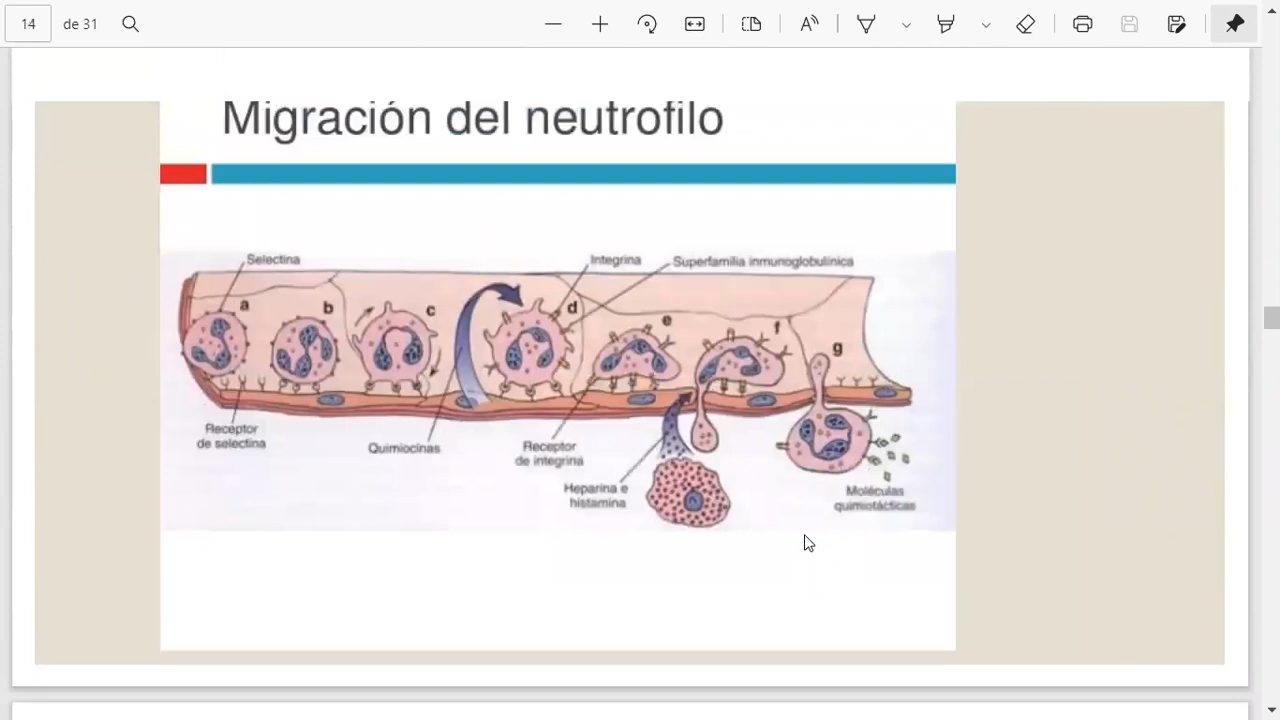 14 de 31
Migración del neutrofilo
Selectina
Integrina
Superfamilia inmunoglobulínica
a
b
c
d
e
f
g
Receptor
de selectina
Quimiocinas
Receptor
de integrina
Heparina e
histamina
Moléculas
quimiotácticas